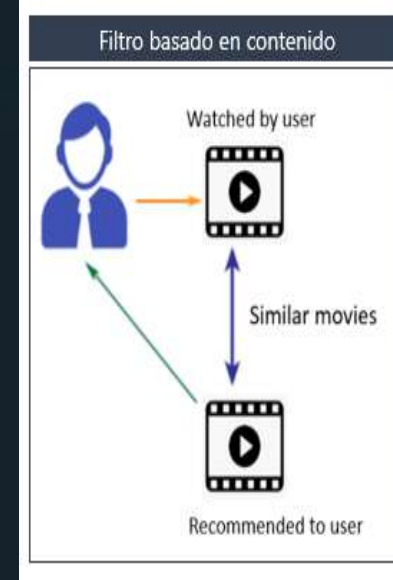 Filtro basado en contenido
Watched by user
Similar movies
Recommended to user